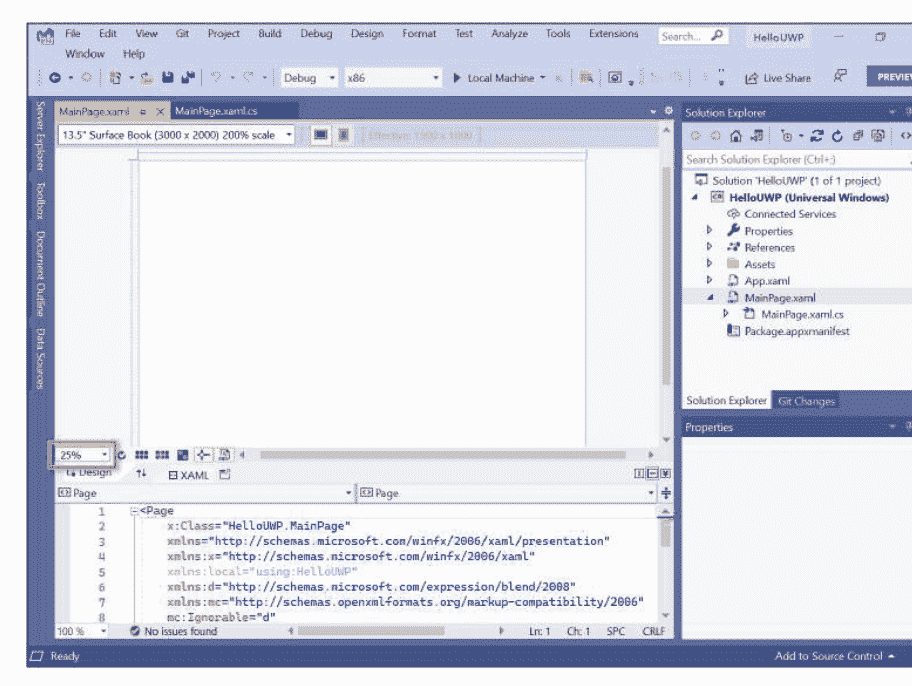 File Edit View Git Project Build Debug Design Format Test Analyze Tools Extensions Search... HelloUWP
Window Help
Debug x86 Local Machine Live Share PREVIEW
MainPage.xaml MainPage.xaml.cs
13.5" Surface Book (3000 x 2000) 200% scale Effective: 1500 x 1000
Server Explorer
Toolbox
Document Outline
Data Sources
Solution Explorer
Search Solution Explorer (Ctrl+;)
Solution 'HelloUWP' (1 of 1 project)
HelloUWP (Universal Windows)
Connected Services
Properties
References
Assets
App.xaml
MainPage.xaml
MainPage.xaml.cs
Package.appxmanifest
Solution Explorer Git Changes
Properties
25%
Design XAML
Page Page
1 <Page
2 x:Class="HelloUWP.MainPage"
3 xmlns="http://schemas.microsoft.com/winfx/2006/xaml/presentation"
4 xmlns:x="http://schemas.microsoft.com/winfx/2006/xaml"
5 xmlns:local="using:HelloUWP"
6 xmlns:d="http://schemas.microsoft.com/expression/blend/2008"
7 xmlns:mc="http://schemas.openxmlformats.org/markup-compatibility/2006"
8 mc:Ignorable="d"
100 % No issues found Ln: 1 Ch: 1 SPC CRLF
Ready Add to Source Control